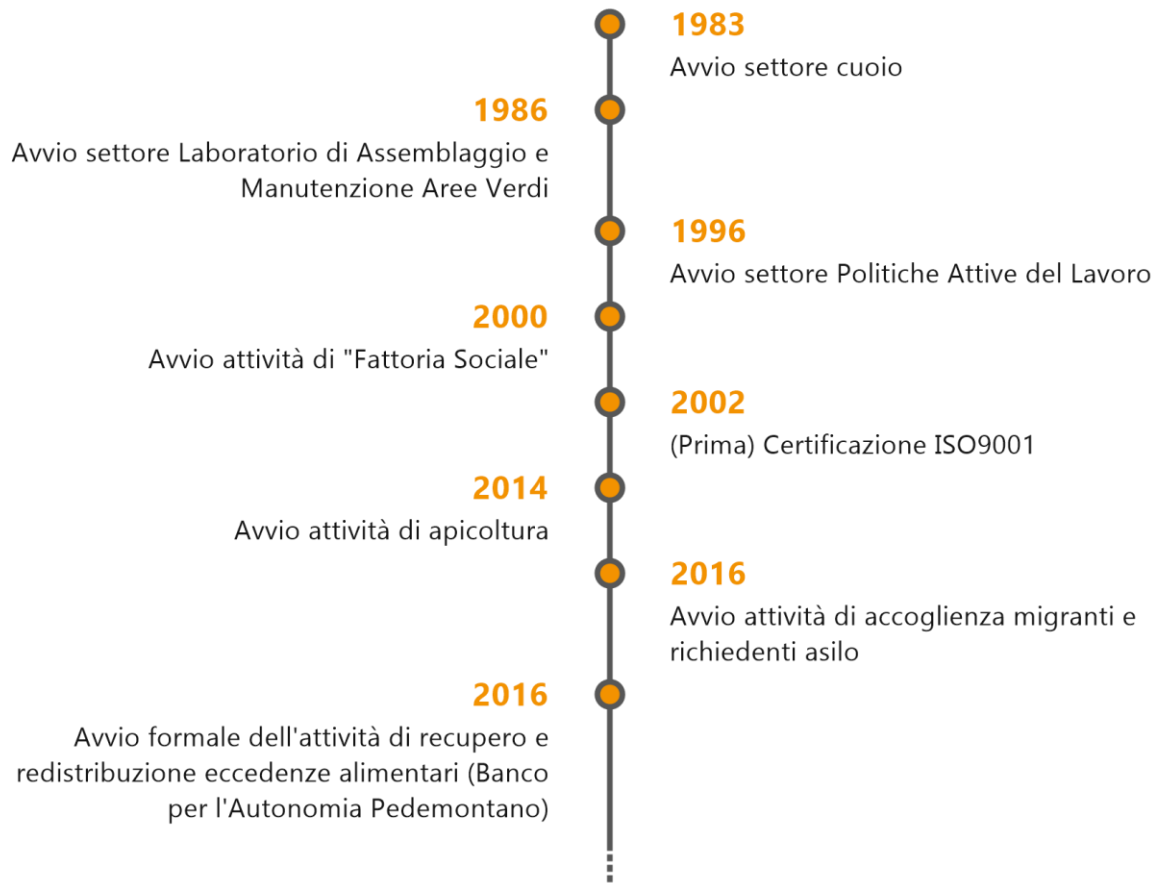 1983
Avvio settore cuoio
1986
Avvio settore Laboratorio di Assemblaggio e
Manutenzione Aree Verdi
1996
Avvio settore Politiche Attive del Lavoro
2000
Avvio attività di "Fattoria Sociale"
2002
(Prima) Certificazione ISO9001
2014
Avvio attività di apicoltura
2016
Avvio attività di accoglienza migranti e
richiedenti asilo
2016
Avvio formale dell'attività di recupero e
redistribuzione eccedenze alimentari (Banco
per l'Autonomia Pedemontano)